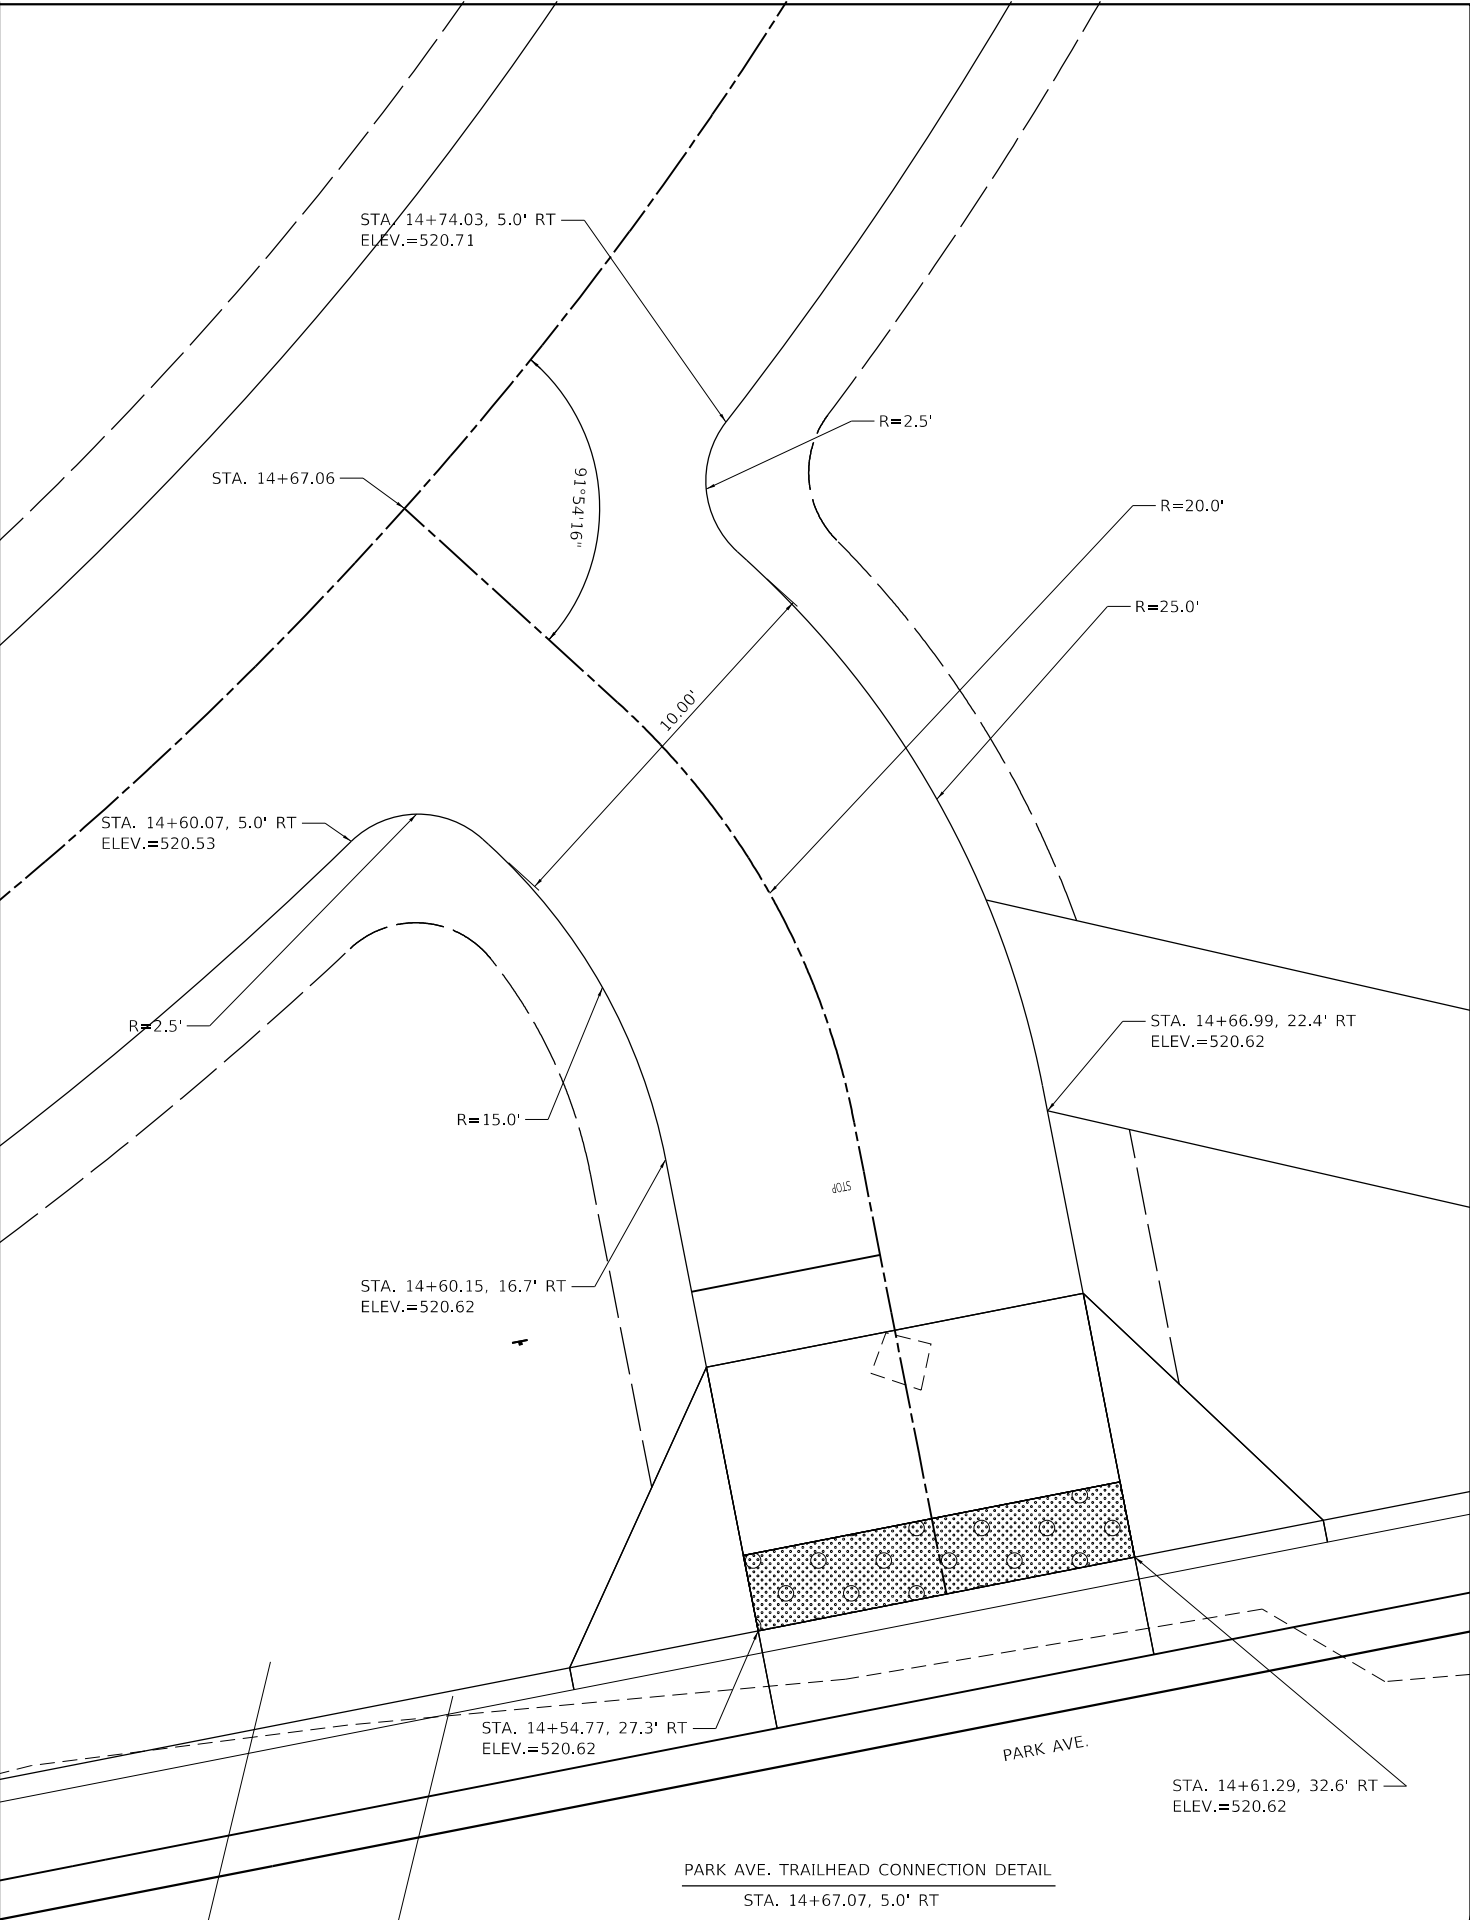 STA. 14+74.03, 5.0' RT
ELEV.=520.71
R=2.5'
STA. 14+67.06
91°54'16"
R=20.0'
R=25.0'
10.00'
STA. 14+60.07, 5.0' RT
ELEV.=520.53
R=2.5'
STA. 14+66.99, 22.4' RT
ELEV.=520.62
R=15.0'
STOP
STA. 14+60.15, 16.7' RT
ELEV.=520.62
STA. 14+54.77, 27.3' RT
ELEV.=520.62
PARK AVE.
STA. 14+61.29, 32.6' RT
ELEV.=520.62
PARK AVE. TRAILHEAD CONNECTION DETAIL
STA. 14+67.07, 5.0' RT